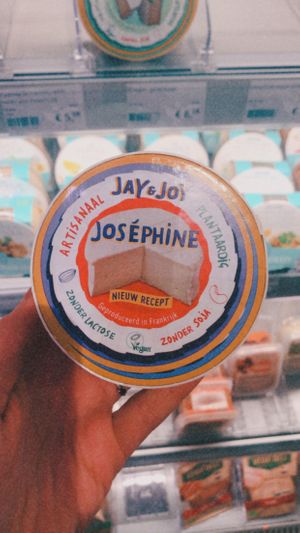 JAY & JOY
ARTISANAAL
PLANTAARDIG
JOSÉPHINE
NIEUW RECEPT
Geproduceerd in Frankrijk
ZONDER LACTOSE
Vegan
ZONDER SOJA